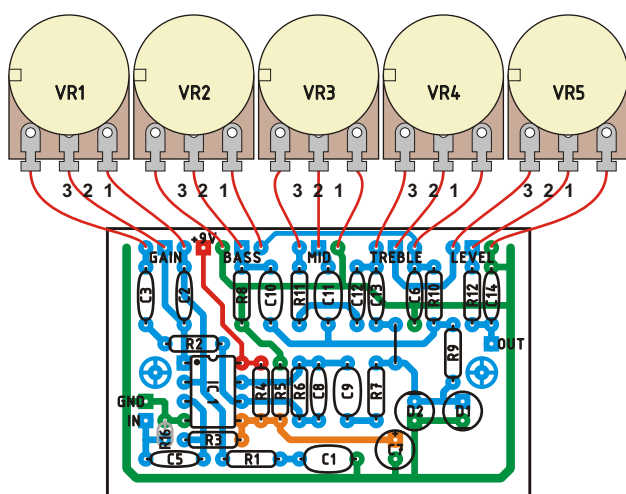 VR1 VR2 VR3 VR4 VR5
3 2 1 3 2 1 3 2 1 3 2 1 3 2 1
+9V
GAIN BASS MID TREBLE LEVEL
C3 C2 R8 C10 R11 C11 C12 C13 C6 R10 R12 C14
R2 R9 OUT
IC1 R4 R5 R6 C8 C9 R7
GND D2 D1
IN
R16 R3
C5 R1 C1